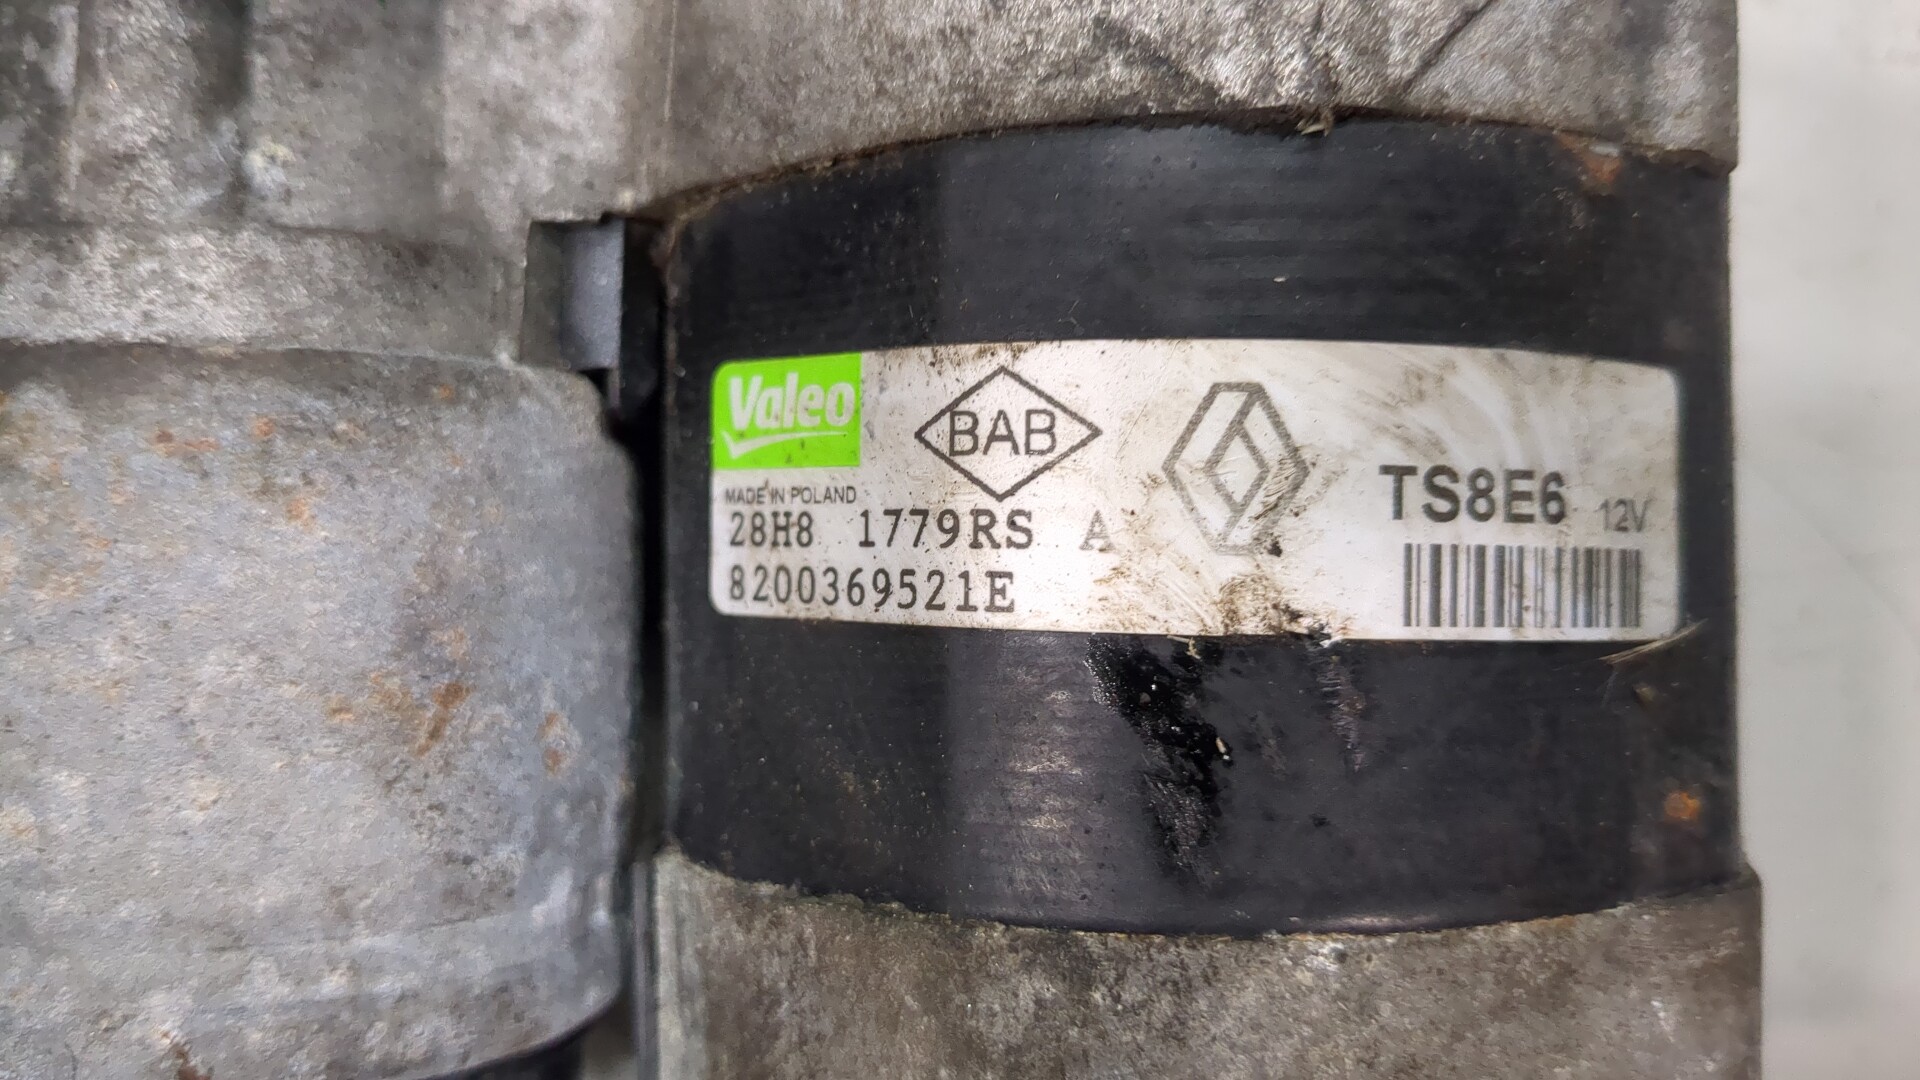 Valeo
BAB
MADE IN POLAND
TS8E6 12V
28H8 1779RS A
8200369521E